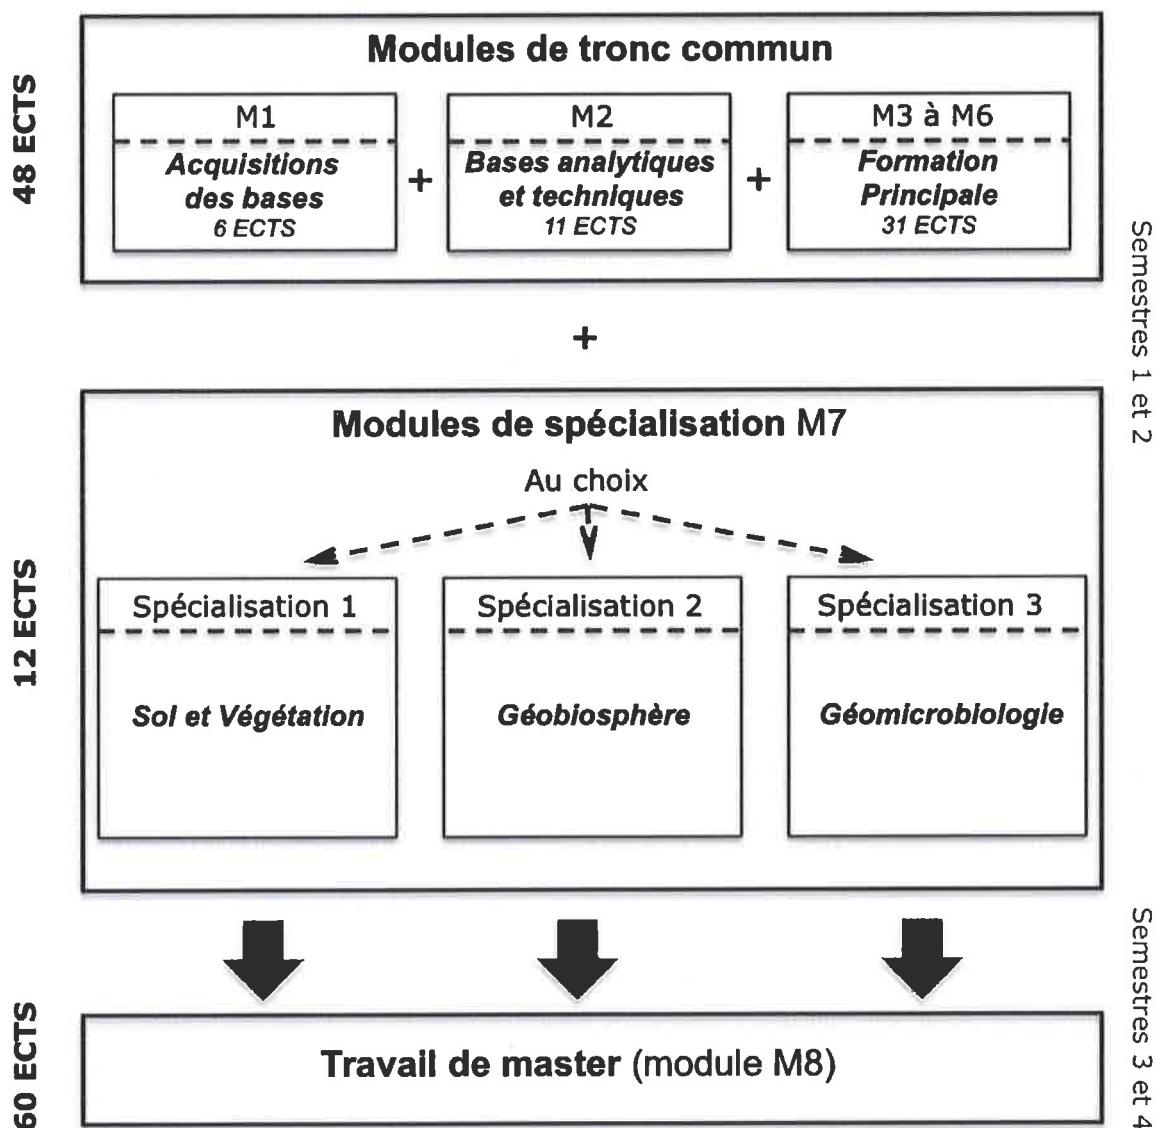 Modules de tronc commun
48 ECTS
M1
Acquisitions
des bases
6 ECTS
+
M2
Bases analytiques
et techniques
11 ECTS
+
M3 à M6
Formation
Principale
31 ECTS
Semestres 1 et 2
+
Modules de spécialisation M7
Au choix
12 ECTS
Spécialisation 1
Sol et Végétation
Spécialisation 2
Géobiosphère
Spécialisation 3
Géomicrobiologie
Semestres 3 et 4
60 ECTS
Travail de master (module M8)